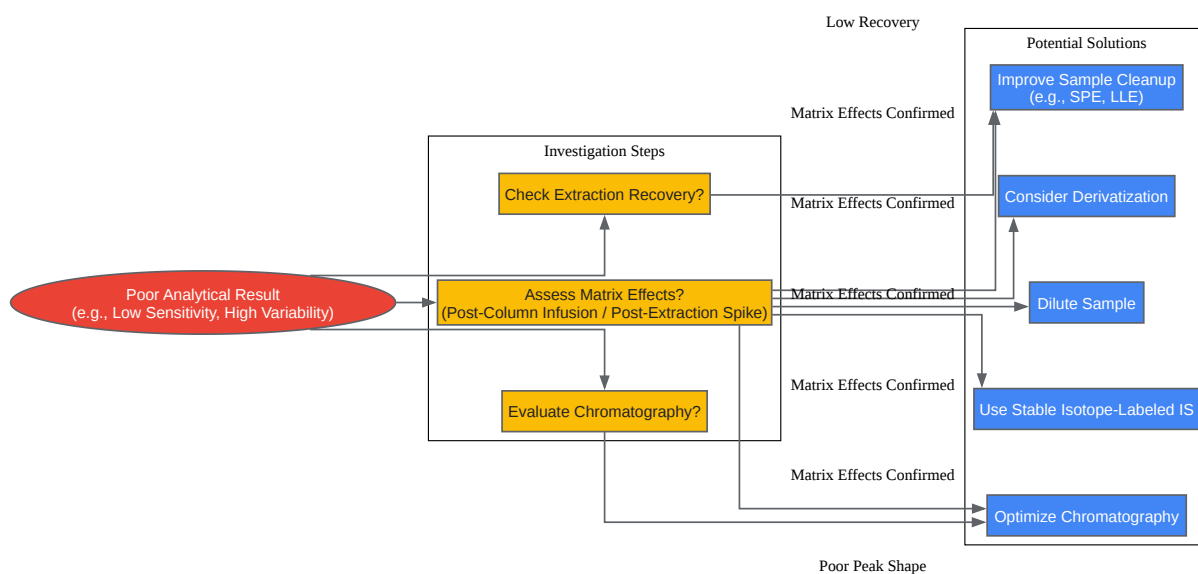 Low Recovery
Potential Solutions
Improve Sample Cleanup
(e.g., SPE, LLE)
Matrix Effects Confirmed
Investigation Steps
Check Extraction Recovery?
Matrix Effects Confirmed
Consider Derivatization
Poor Analytical Result
(e.g., Low Sensitivity, High Variability)
Assess Matrix Effects?
(Post-Column Infusion / Post-Extraction Spike)
Matrix Effects Confirmed
Dilute Sample
Matrix Effects Confirmed
Evaluate Chromatography?
Use Stable Isotope-Labeled IS
Matrix Effects Confirmed
Optimize Chromatography
Poor Peak Shape